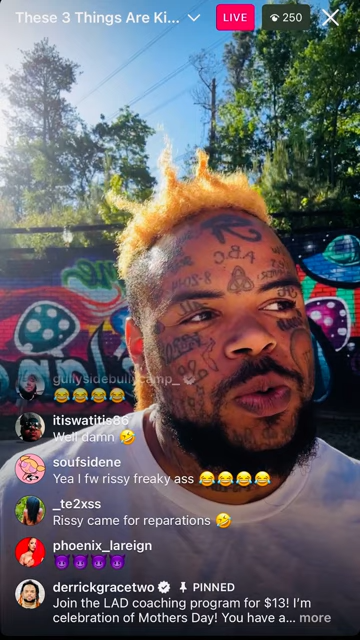 These 3 Things Are Ki...
LIVE
250
gullysidebullycamp_
😂😂😂😂
itiswatitis86
Well damn 🤣
soufsidene
Yea I fw rissy freaky ass 😂😂😂😂
_te2xss
Rissy came for reparations 🤣
phoenix_lareign
😈😈😈😈
derrickgracetwo PINNED
Join the LAD coaching program for $13! I'm
celebration of Mothers Day! You have a... more
ABC